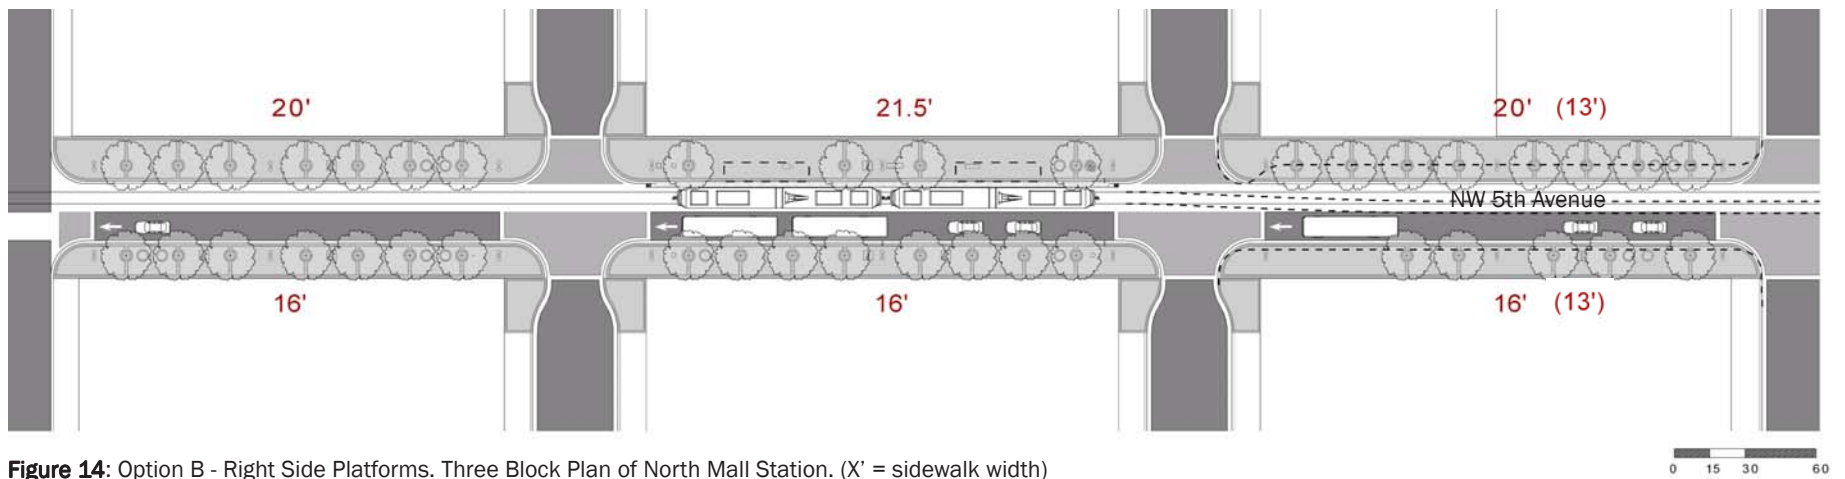 20' 21.5' 20' (13')
NW 5th Avenue
16' 16' 16' (13')
Figure 14: Option B - Right Side Platforms. Three Block Plan of North Mall Station. (X’ = sidewalk width)
0 15 30 60